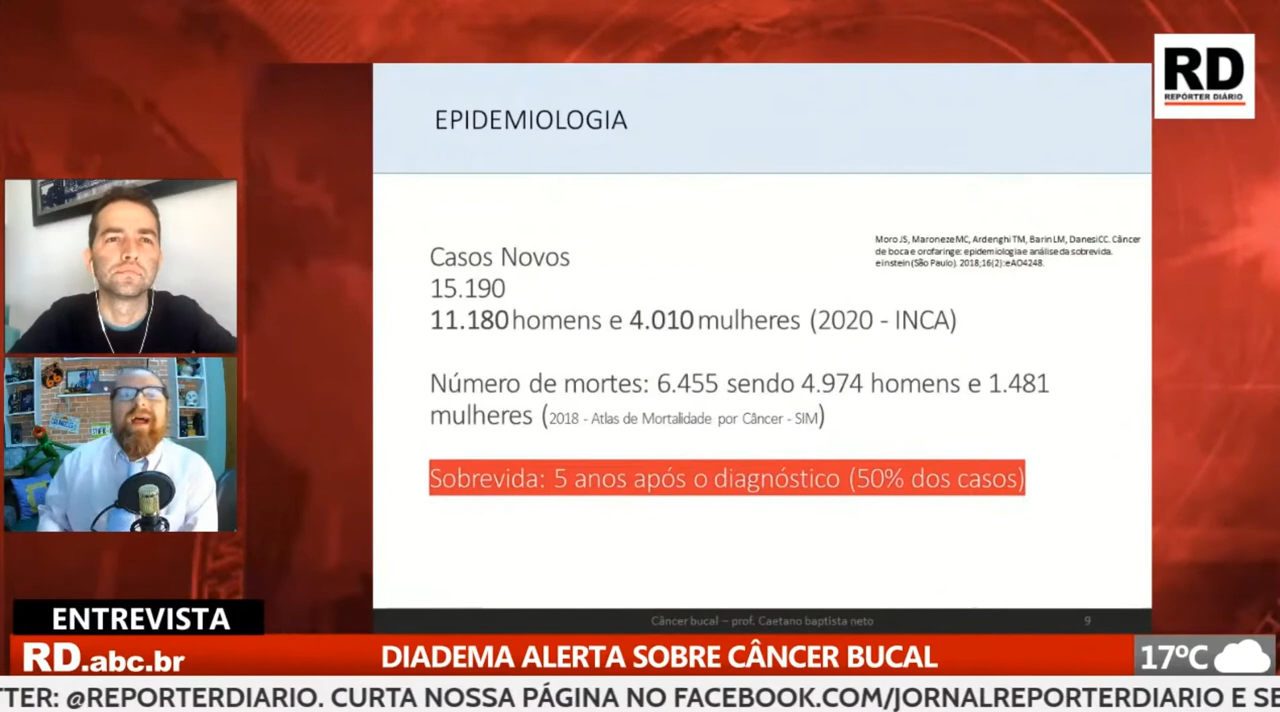 RD
REPÓRTER DIÁRIO
EPIDEMIOLOGIA
Moro JS, Maroneze MC, Ardenghi TM, Barin LM, Danesi CC. Câncer
de boca e orofaringe: epidemiologia e análise da sobrevida.
einstein (São Paulo). 2018;16(2):eAO4248.
Casos Novos
15.190
11.180 homens e 4.010 mulheres (2020 - INCA)
Número de mortes: 6.455 sendo 4.974 homens e 1.481
mulheres (2018 - Atlas de Mortalidade por Câncer - SIM)
Sobrevida: 5 anos após o diagnóstico (50% dos casos)
Câncer bucal – prof. Caetano baptista neto 9
ENTREVISTA
RD.abc.br DIADEMA ALERTA SOBRE CÂNCER BUCAL 17ºC
TTER: @REPORTERDIARIO. CURTA NOSSA PÁGINA NO FACEBOOK.COM/JORNALREPORTERDIARIO E SE